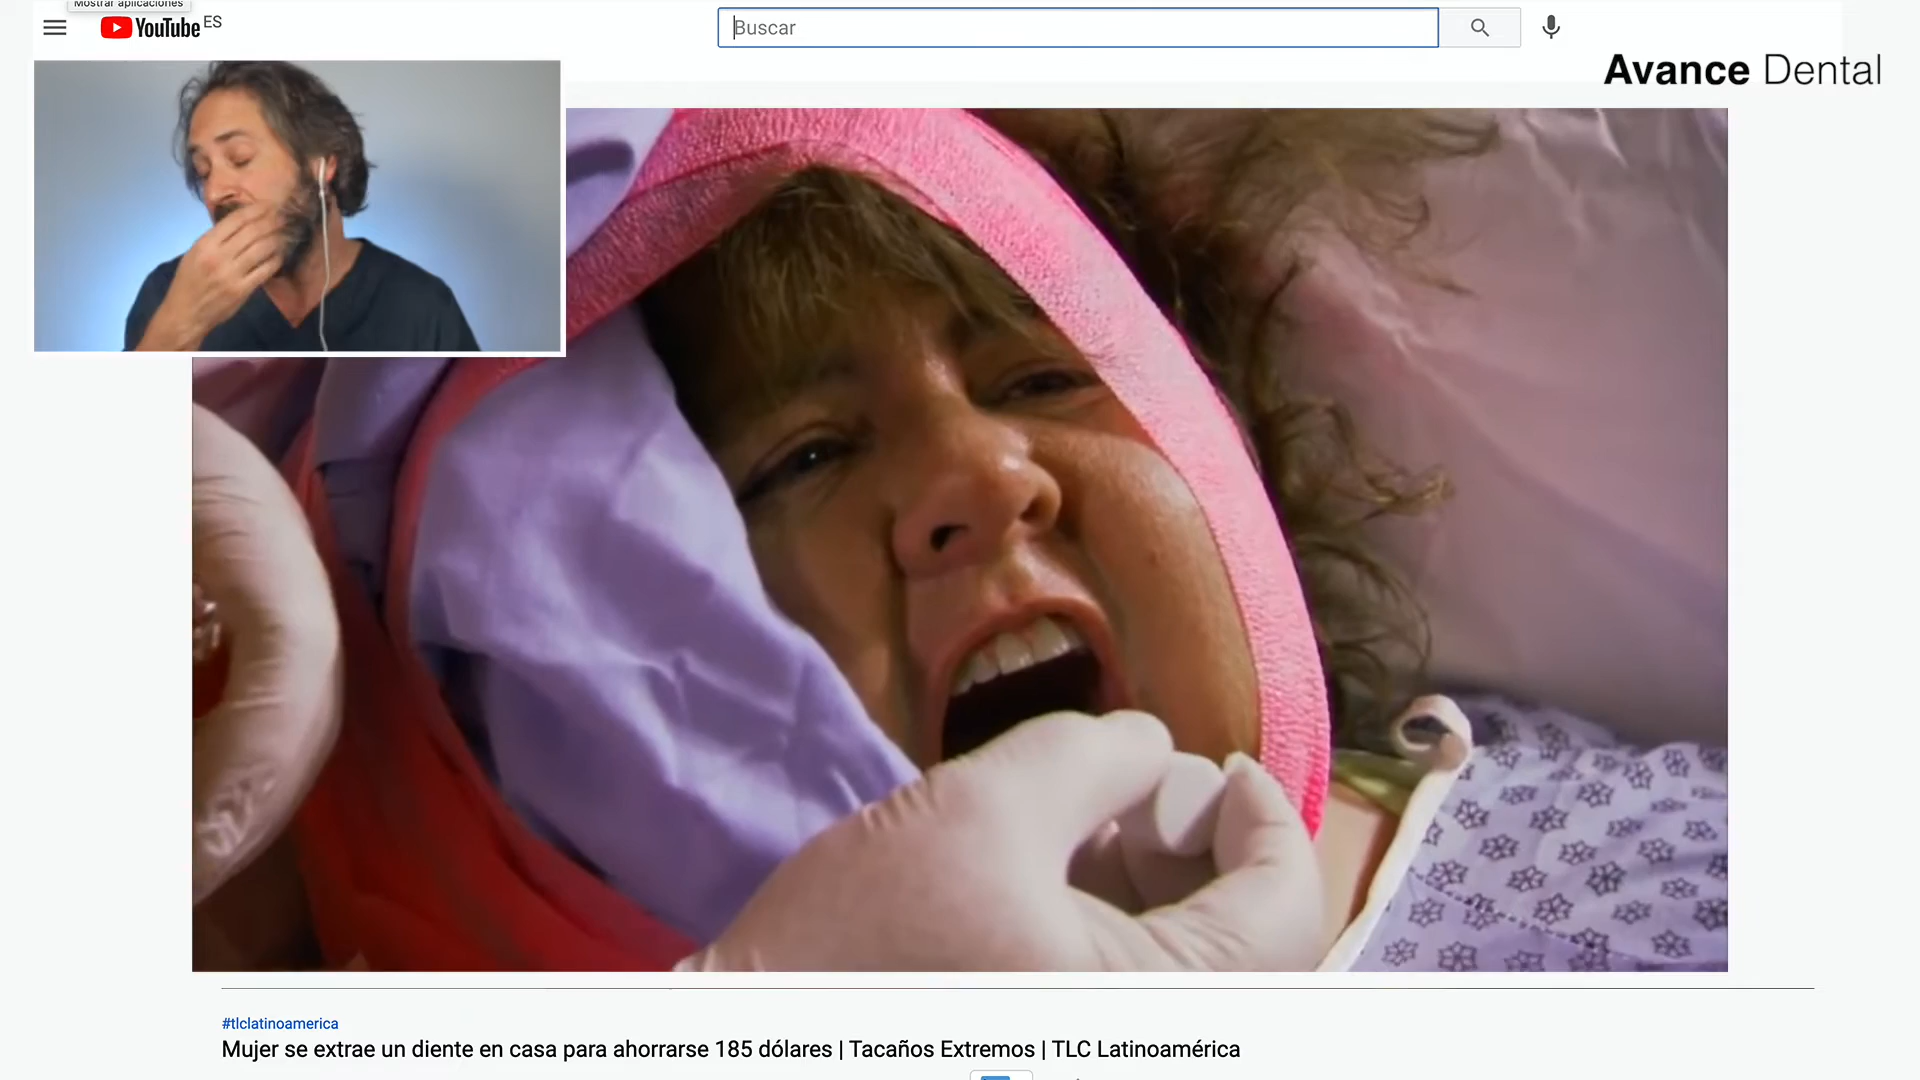 Mostrar aplicaciones
YouTube ES
Buscar
Avance Dental
#tlclatinoamerica
Mujer se extrae un diente en casa para ahorrarse 185 dólares | Tacaños Extremos | TLC Latinoamérica